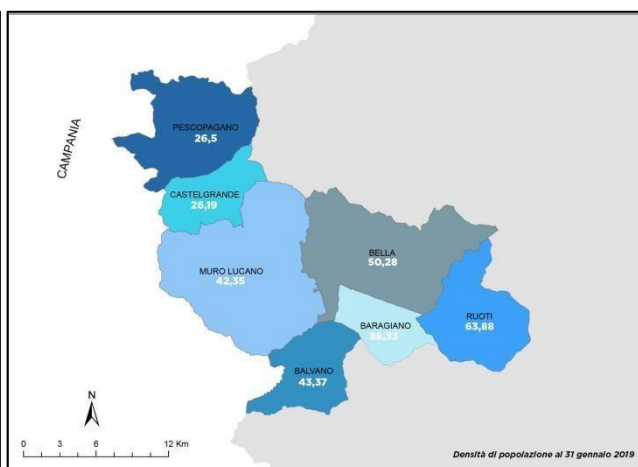 PESCOPAGANO
26,5
CAMPANIA
CASTELGRANDE
26,19
BELLA
50,28
MURO LUCANO
42,35
RUOTI
63,88
BARAGIANO
BALVANO
43,37
N
0 3 6 12 Km
Densità di popolazione al 31 gennaio 2019